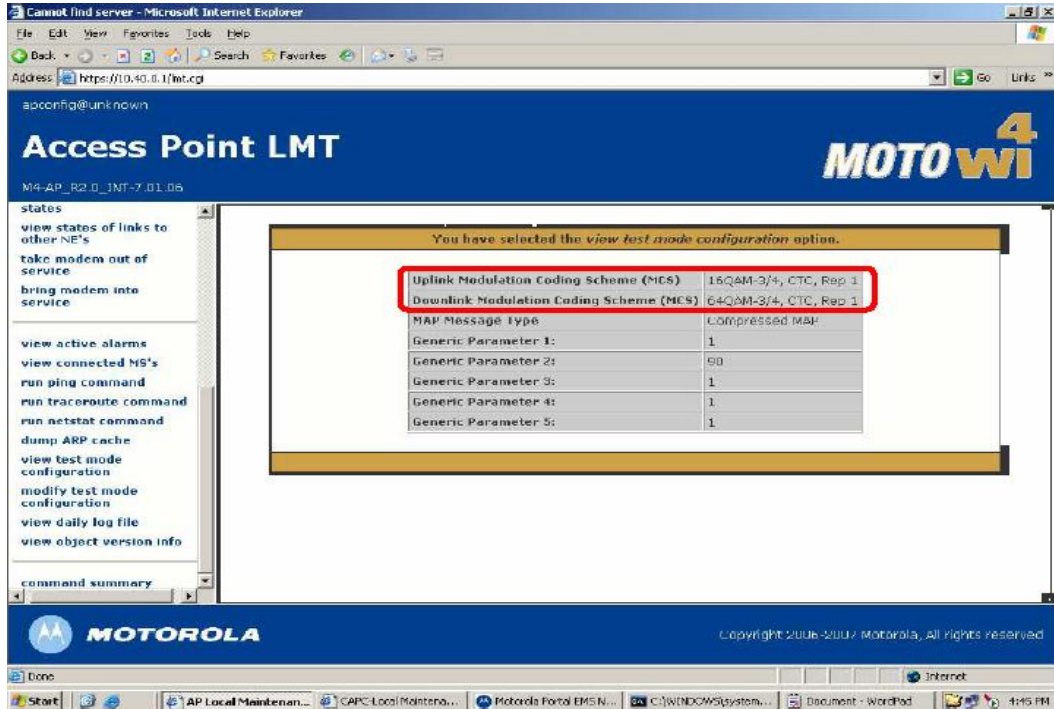 Cannot find server - Microsoft Internet Explorer
File Edit View Favorites Tools Help
Back Search Favorites
Address https://10.40.0.1/lmt.cgi Go Links »
apconfig@unknown
Access Point LMT
MOTO wi 4
M4-AP_R2.0_INT-7.01.06
states
view states of links to
other NE's
take modem out of
service
bring modem into
service
view active alarms
view connected MS's
run ping command
run traceroute command
run netstat command
dump ARP cache
view test mode
configuration
modify test mode
configuration
view daily log file
view object version info
command summary
You have selected the view test mode configuration option.
Uplink Modulation Coding Scheme (MCS) 16QAM-3/4, CTC, Rep 1
Downlink Modulation Coding Scheme (MCS) 64QAM-3/4, CTC, Rep 1
MAP Message Type Compressed MAP
Generic Parameter 1: 1
Generic Parameter 2: 90
Generic Parameter 3: 1
Generic Parameter 4: 1
Generic Parameter 5: 1
MOTOROLA
Copyright 2006-2007 Motorola, All rights reserved
Done Internet
Start AP Local Maintenan... CAPC-Local Maintena... Motorola Portal EMS N... C:\WINDOWS\system... Document - WordPad 4:45 PM